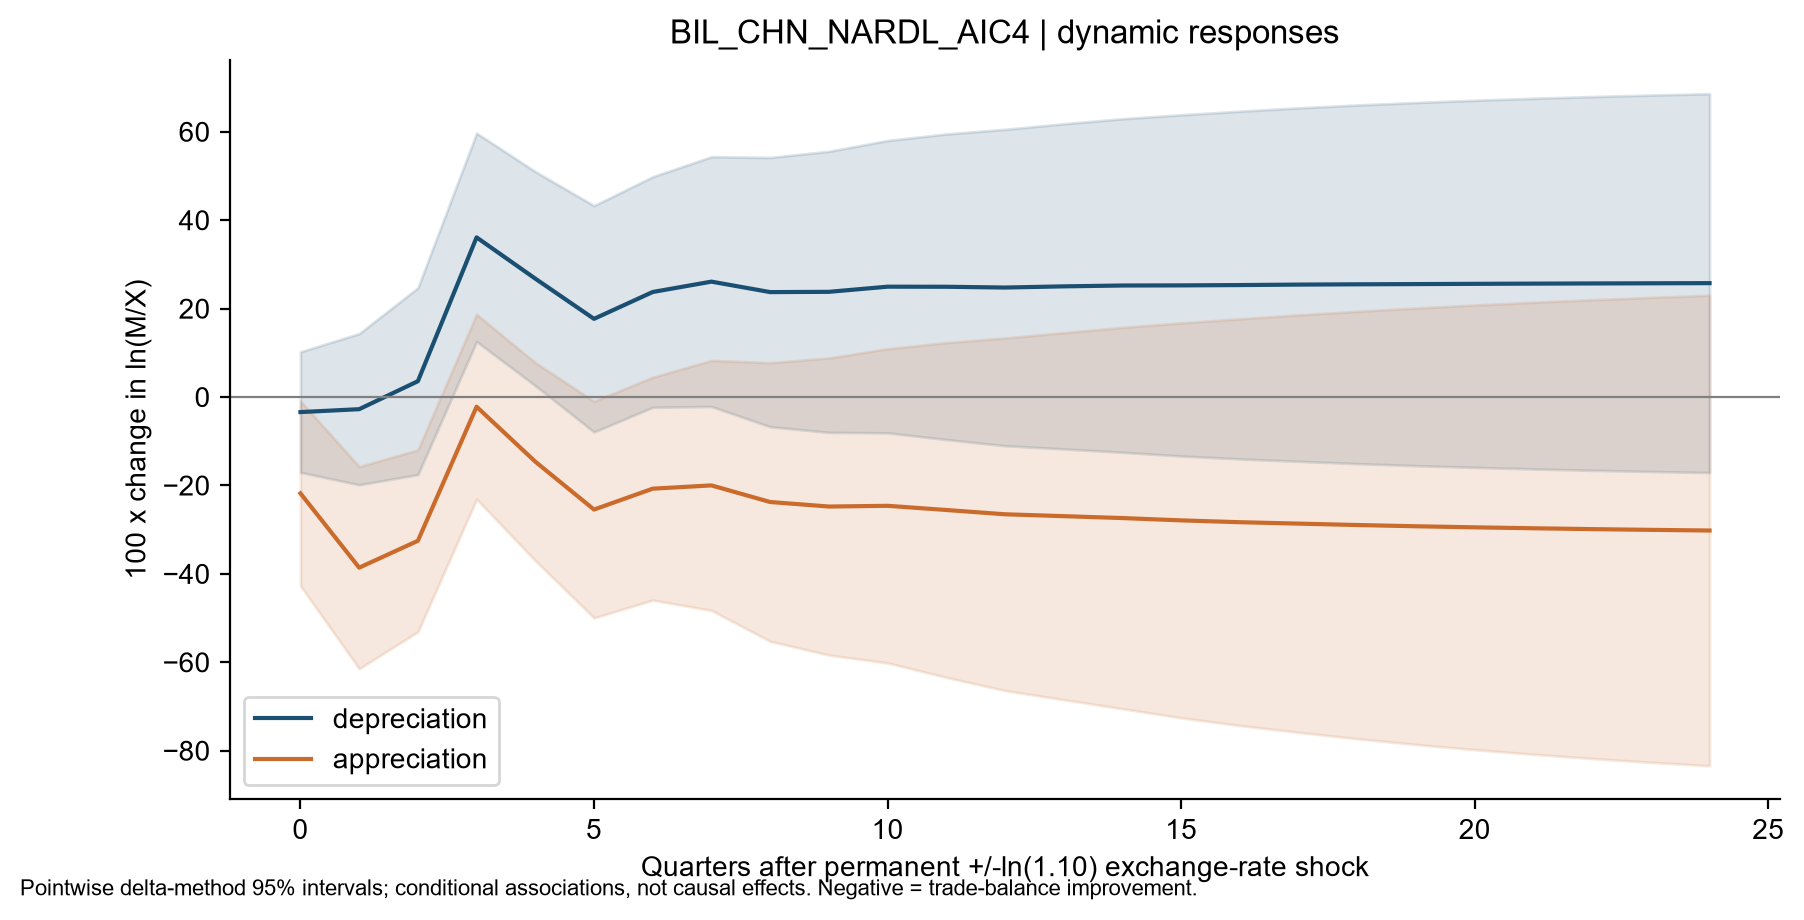 BIL_CHN_NARDL_AIC4 | dynamic responses
100 x change in ln(M/X)
60
40
20
0
−20
−40
−60
−80
depreciation
appreciation
0 5 10 15 20 25
Quarters after permanent +/-ln(1.10) exchange-rate shock
Pointwise delta-method 95% intervals; conditional associations, not causal effects. Negative = trade-balance improvement.